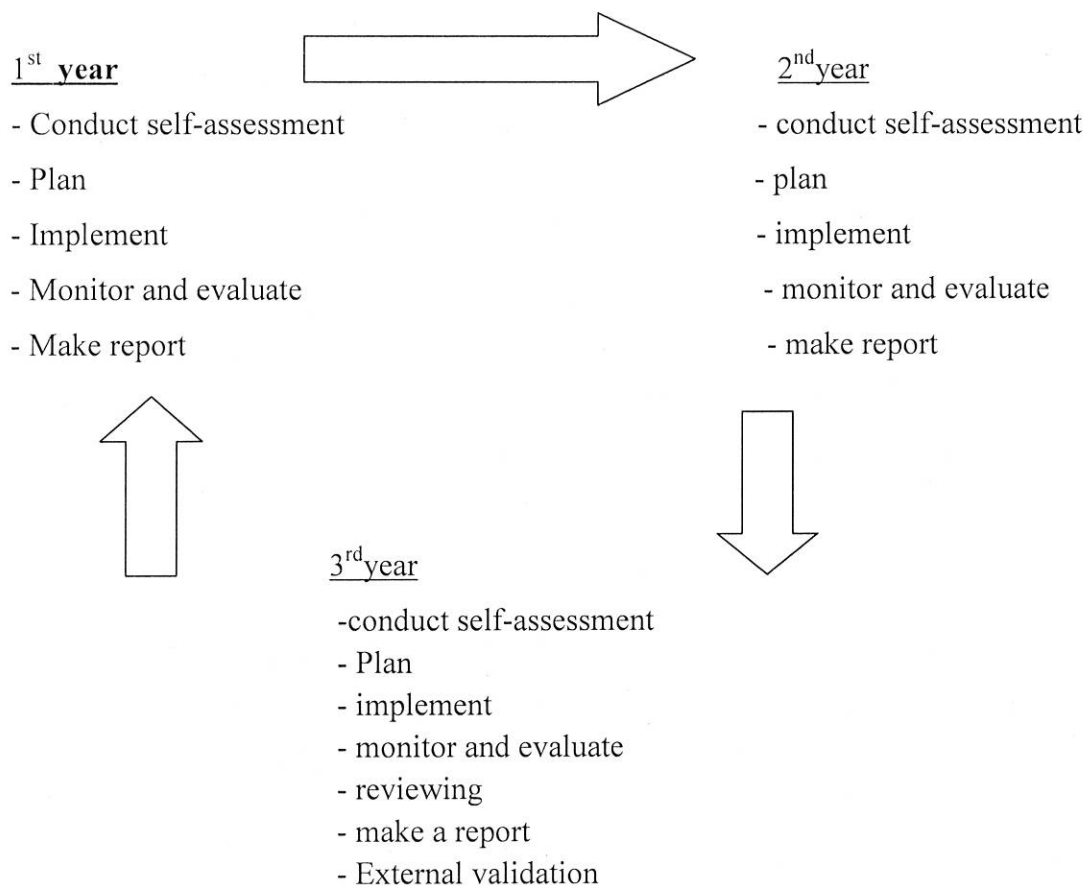 1st year
- Conduct self-assessment
- Plan
- Implement
- Monitor and evaluate
- Make report
2nd year
- conduct self-assessment
- plan
- implement
- monitor and evaluate
- make report
3rd year
-conduct self-assessment
- Plan
- implement
- monitor and evaluate
- reviewing
- make a report
- External validation